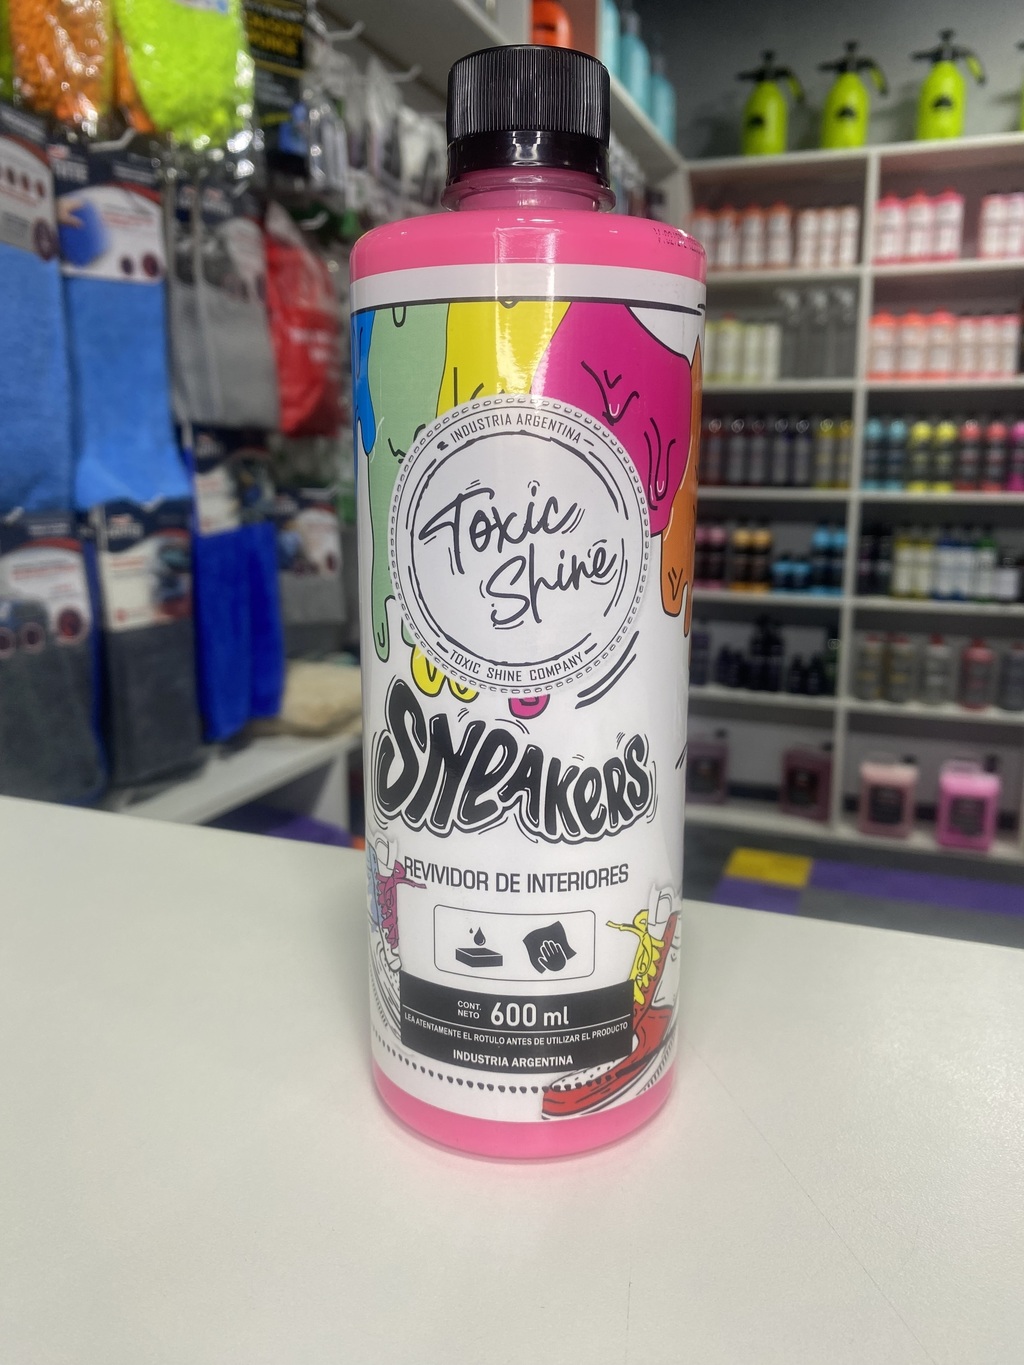 INDUSTRIA ARGENTINA
Toxic
Shine
TOXIC SHINE COMPANY
SNEAKERS
REVIVIDOR DE INTERIORES
CONT.
NETO
600 ml
LEA ATENTAMENTE EL ROTULO ANTES DE UTILIZAR EL PRODUCTO
INDUSTRIA ARGENTINA